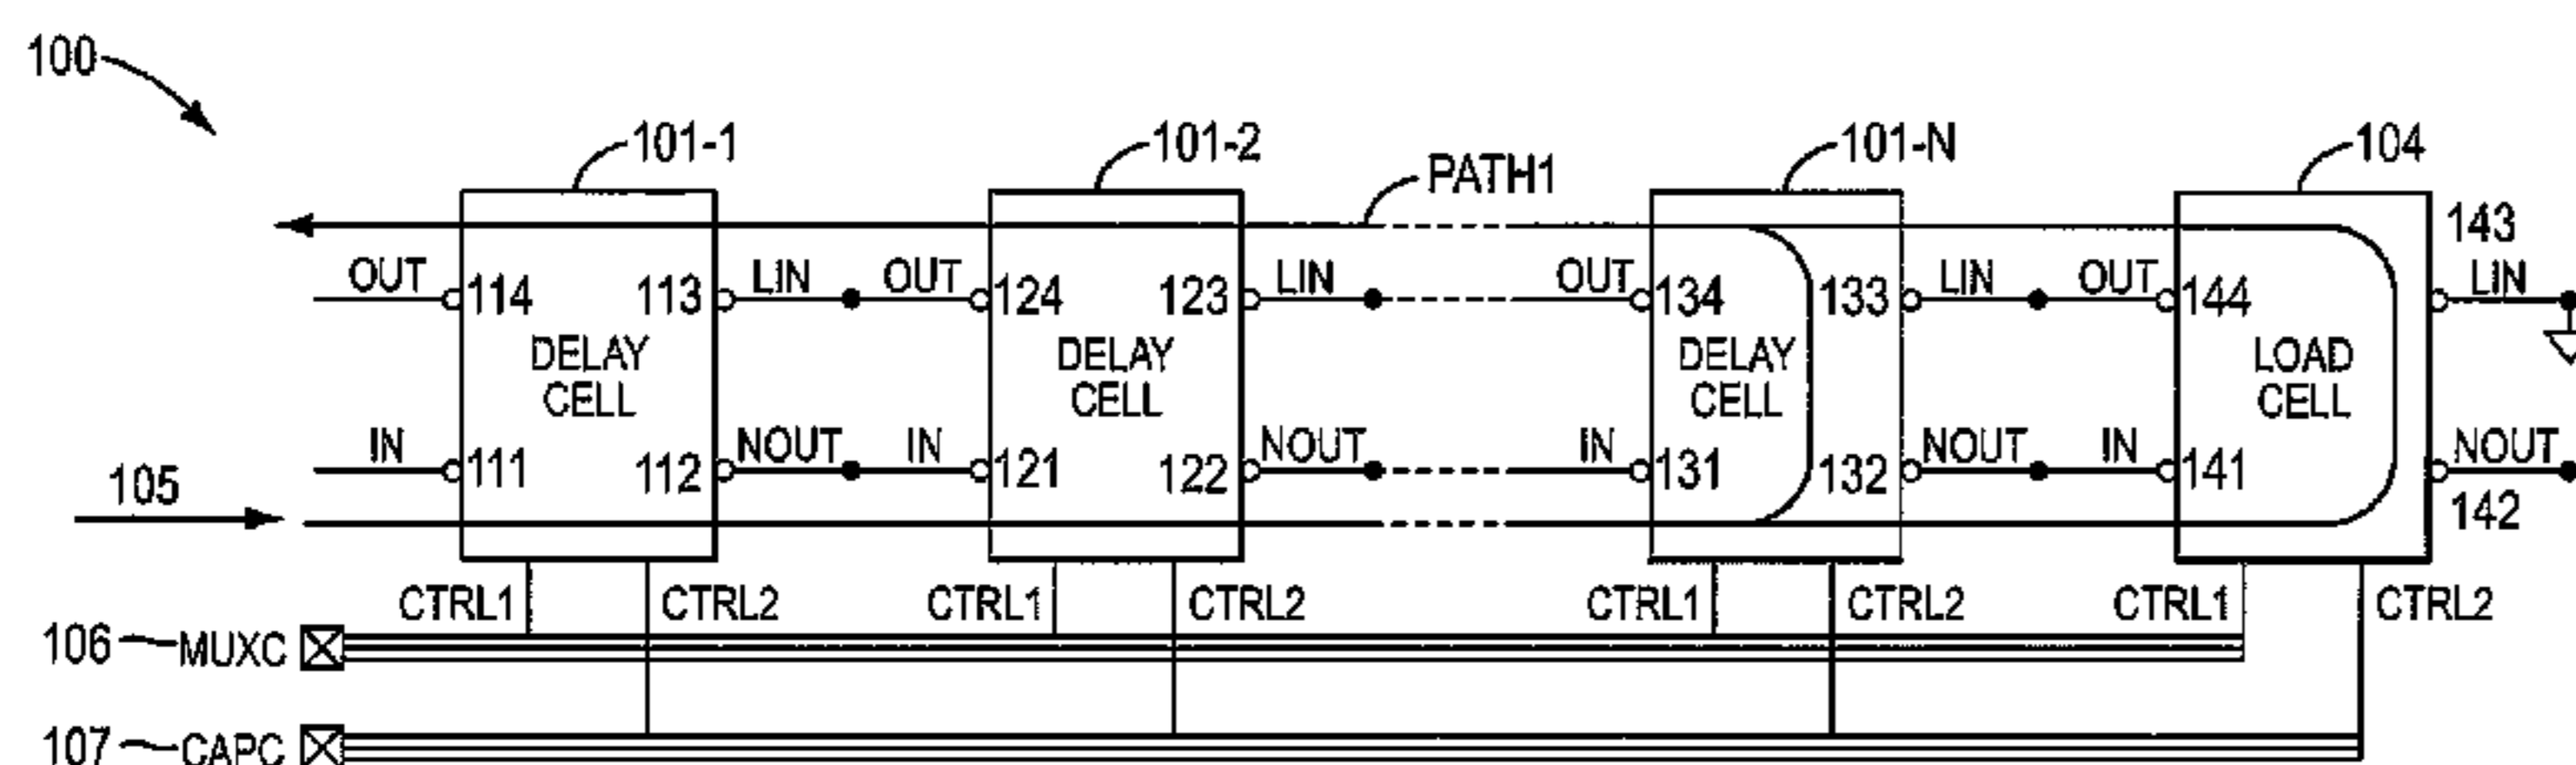 100
101-1
101-2
PATH1
101-N
104
143
OUT 114 113 LIN OUT 124 123 LIN OUT 134 133 LIN OUT 144 LIN
DELAY CELL
DELAY CELL
DELAY CELL
LOAD CELL
105
IN 111 112 NOUT IN 121 122 NOUT IN 131 132 NOUT IN 141 NOUT
142
CTRL1 CTRL2 CTRL1 CTRL2 CTRL1 CTRL2 CTRL1 CTRL2
106 MUXC
107 CAPC